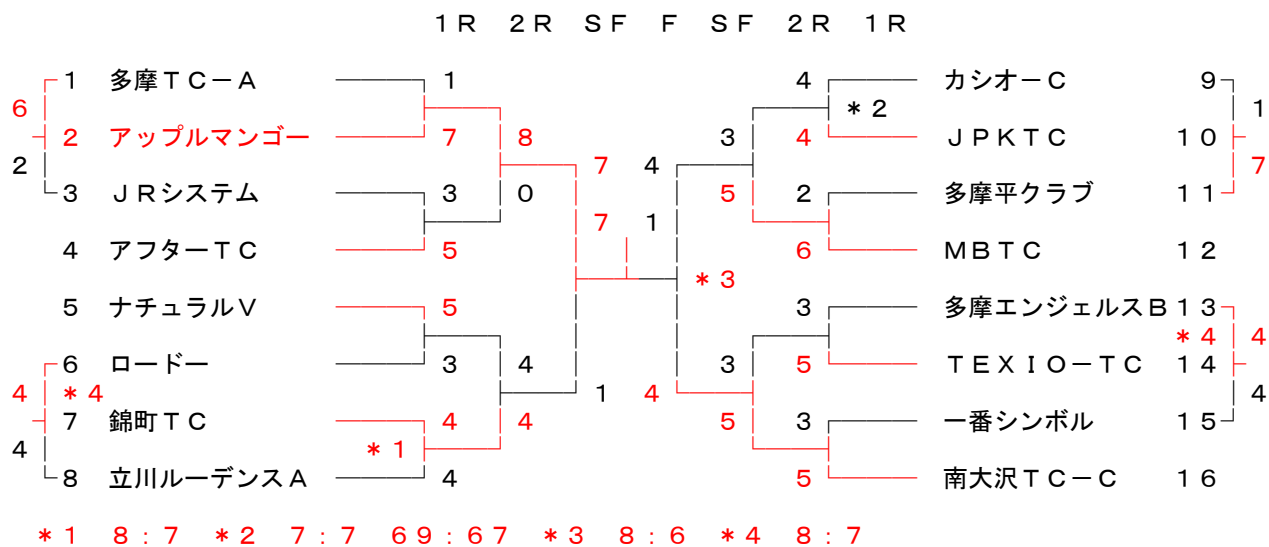 1R 2R SF F SF 2R 1R
1 多摩TC-A 1 4 カシオーC 9
6 3 *2 1
2 アップルマンゴー 7 8 4 JPKTC 10
2 7 4 7
3 JRシステム 3 0 5 2 多摩平クラブ 11
7 1
4 アフターTC 5 6 MBTC 12
*3
5 ナチュラルV 5 3 多摩エンジェルスB 13
*4 4
6 ロードー 3 4 3 5 TEXIO-TC 14
4 *4 1 4 4
7 錦町TC 4 4 5 3 一番シンボル 15
4 *1
8 立川ルーデンスA 4 5 南大沢TC-C 16
*1 8:7 *2 7:7 69:67 *3 8:6 *4 8:7